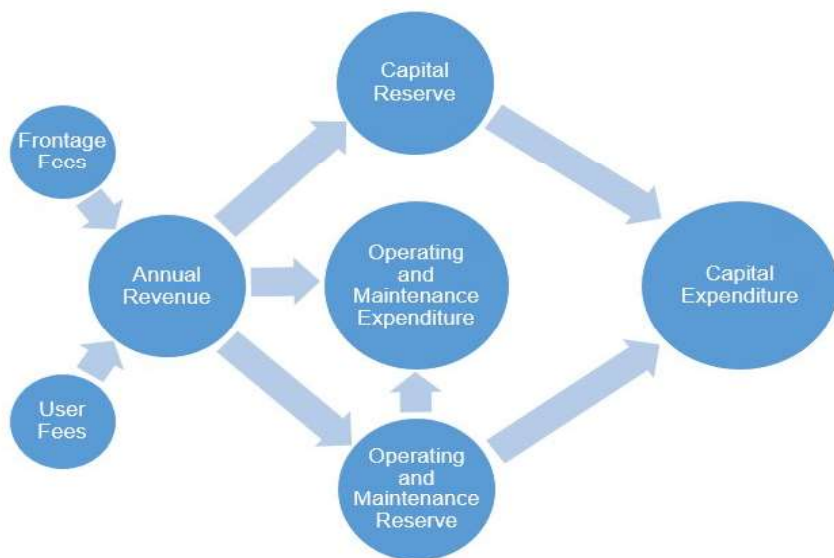 Capital
Reserve
Frontage
Fees
Annual
Revenue
Operating
and
Maintenance
Expenditure
Capital
Expenditure
User
Fees
Operating
and
Maintenance
Reserve